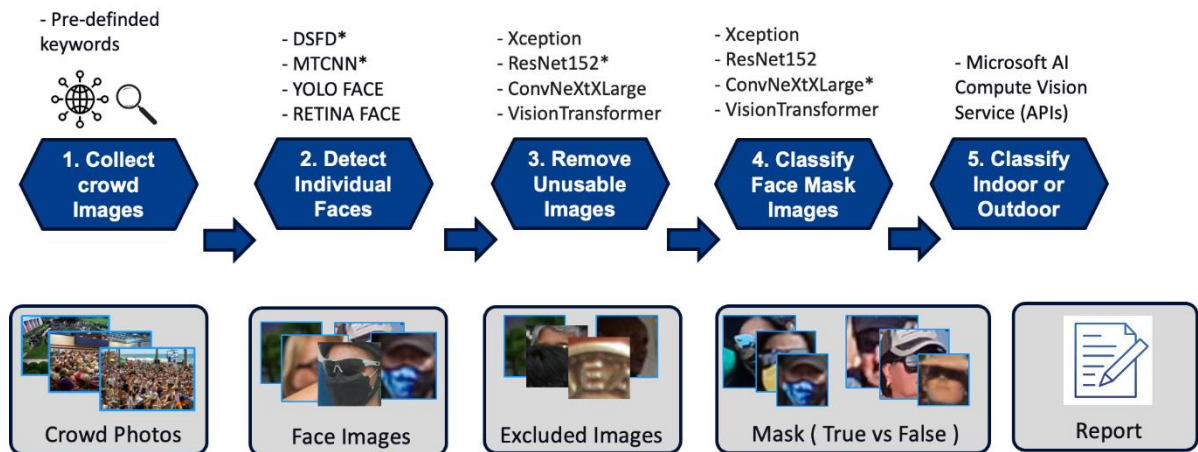 - Pre-definded
keywords
- DSFD*
- MTCNN*
- YOLO FACE
- RETINA FACE
- Xception
- ResNet152*
- ConvNeXtXLarge
- VisionTransformer
- Xception
- ResNet152
- ConvNeXtXLarge*
- VisionTransformer
- Microsoft AI
Compute Vision
Service (APIs)
1. Collect
crowd
Images
2. Detect
Individual
Faces
3. Remove
Unusable
Images
4. Classify
Face Mask
Images
5. Classify
Indoor or
Outdoor
Crowd Photos
Face Images
Excluded Images
Mask ( True vs False )
Report